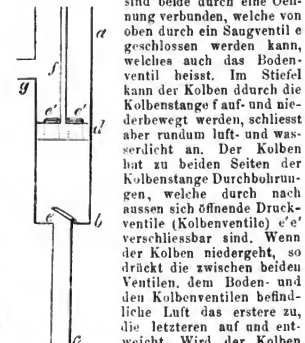 sind beide durch eine Oeff-
nung verbunden, welche von
oben durch ein Saugventil e
geschlossen werden kann,
welches auch das Boden-
ventil heisst. Im Stiefel
kann der Kolben ddurch die
Kolbenstange f auf- und nie-
derbewegt werden, schliesst
aber rundum luft- und was-
serdicht an. Der Kolben
hat zu beiden Seiten der
Kolbenstange Durchbohrun-
gen, welche durch nach
aussen sich öffnende Druck-
ventile (Kolbenventile) e'e'
verschliessbar sind. Wenn
der Kolben niedergeht, so
drückt die zwischen beiden
Ventilen, dem Boden- und
den Kolbenventilen befind-
liche Luft das erstere zu,
die letzteren auf und ent-
weicht. Wird der Kolben
a
f
g
e' e'
d
e
b
c